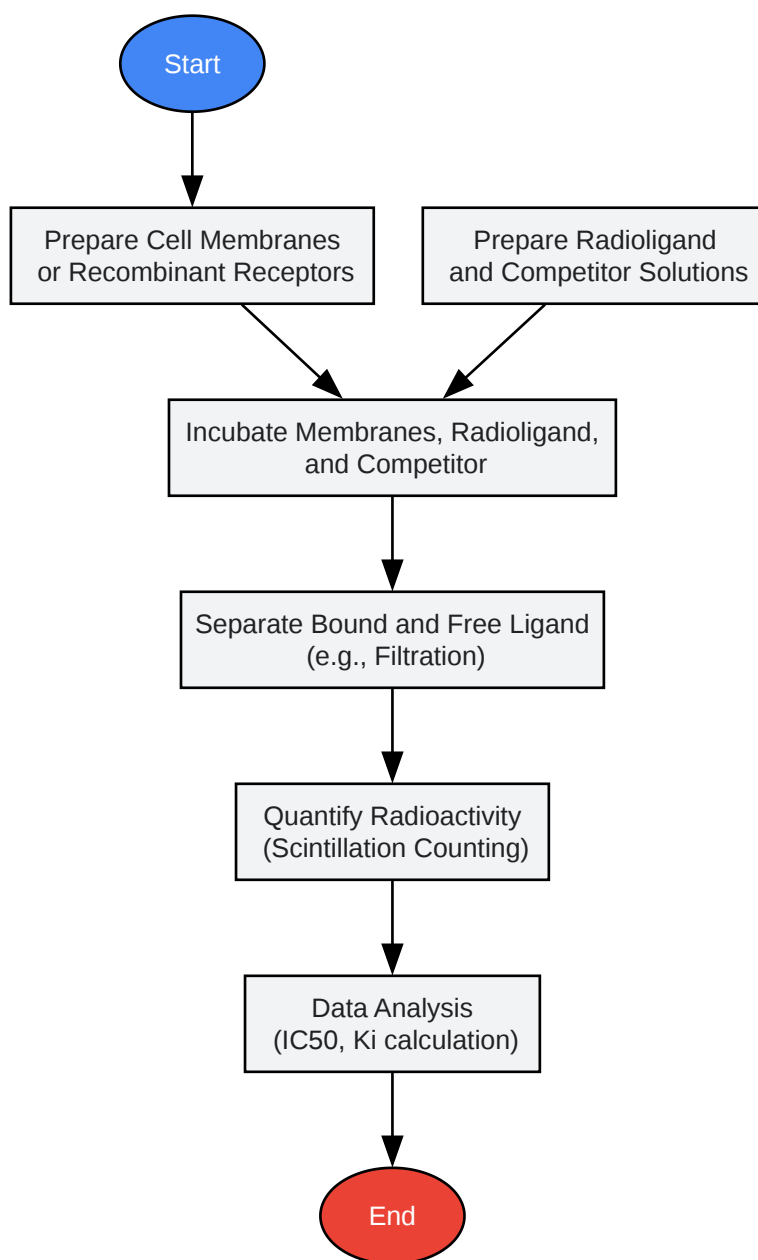 Start
Prepare Cell Membranes
or Recombinant Receptors
Prepare Radioligand
and Competitor Solutions
Incubate Membranes, Radioligand,
and Competitor
Separate Bound and Free Ligand
(e.g., Filtration)
Quantify Radioactivity
(Scintillation Counting)
Data Analysis
(IC50, Ki calculation)
End